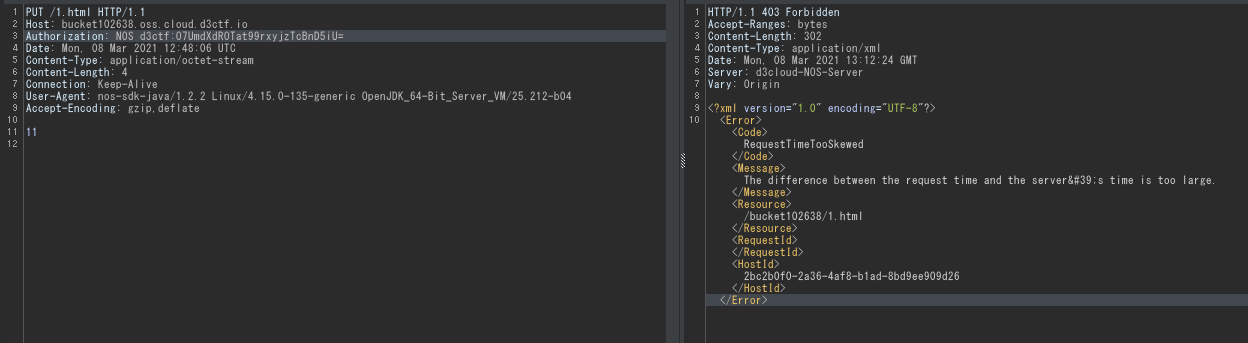 1 PUT /1.html HTTP/1.1
2 Host: bucket102638.oss.cloud.d3ctf.io
3 Authorization: NOS d3ctf:07UmdXdROTat99rxyjzTcBnD5iU=
4 Date: Mon, 08 Mar 2021 12:48:06 UTC
5 Content-Type: application/octet-stream
6 Content-Length: 4
7 Connection: Keep-Alive
8 User-Agent: nos-sdk-java/1.2.2 Linux/4.15.0-135-generic OpenJDK_64-Bit_Server_VM/25.212-b04
9 Accept-Encoding: gzip,deflate
10
11 11
12
1 HTTP/1.1 403 Forbidden
2 Accept-Ranges: bytes
3 Content-Length: 302
4 Content-Type: application/xml
5 Date: Mon, 08 Mar 2021 13:12:24 GMT
6 Server: d3cloud-NOS-Server
7 Vary: Origin
8
9 <?xml version="1.0" encoding="UTF-8"?>
10 <Error>
<Code>
RequestTimeTooSkewed
</Code>
<Message>
The difference between the request time and the server&#39;s time is too large.
</Message>
<Resource>
/bucket102638/1.html
</Resource>
<RequestId>
</RequestId>
<HostId>
2bc2b0f0-2a36-4af8-b1ad-8bd9ee909d26
</HostId>
</Error>